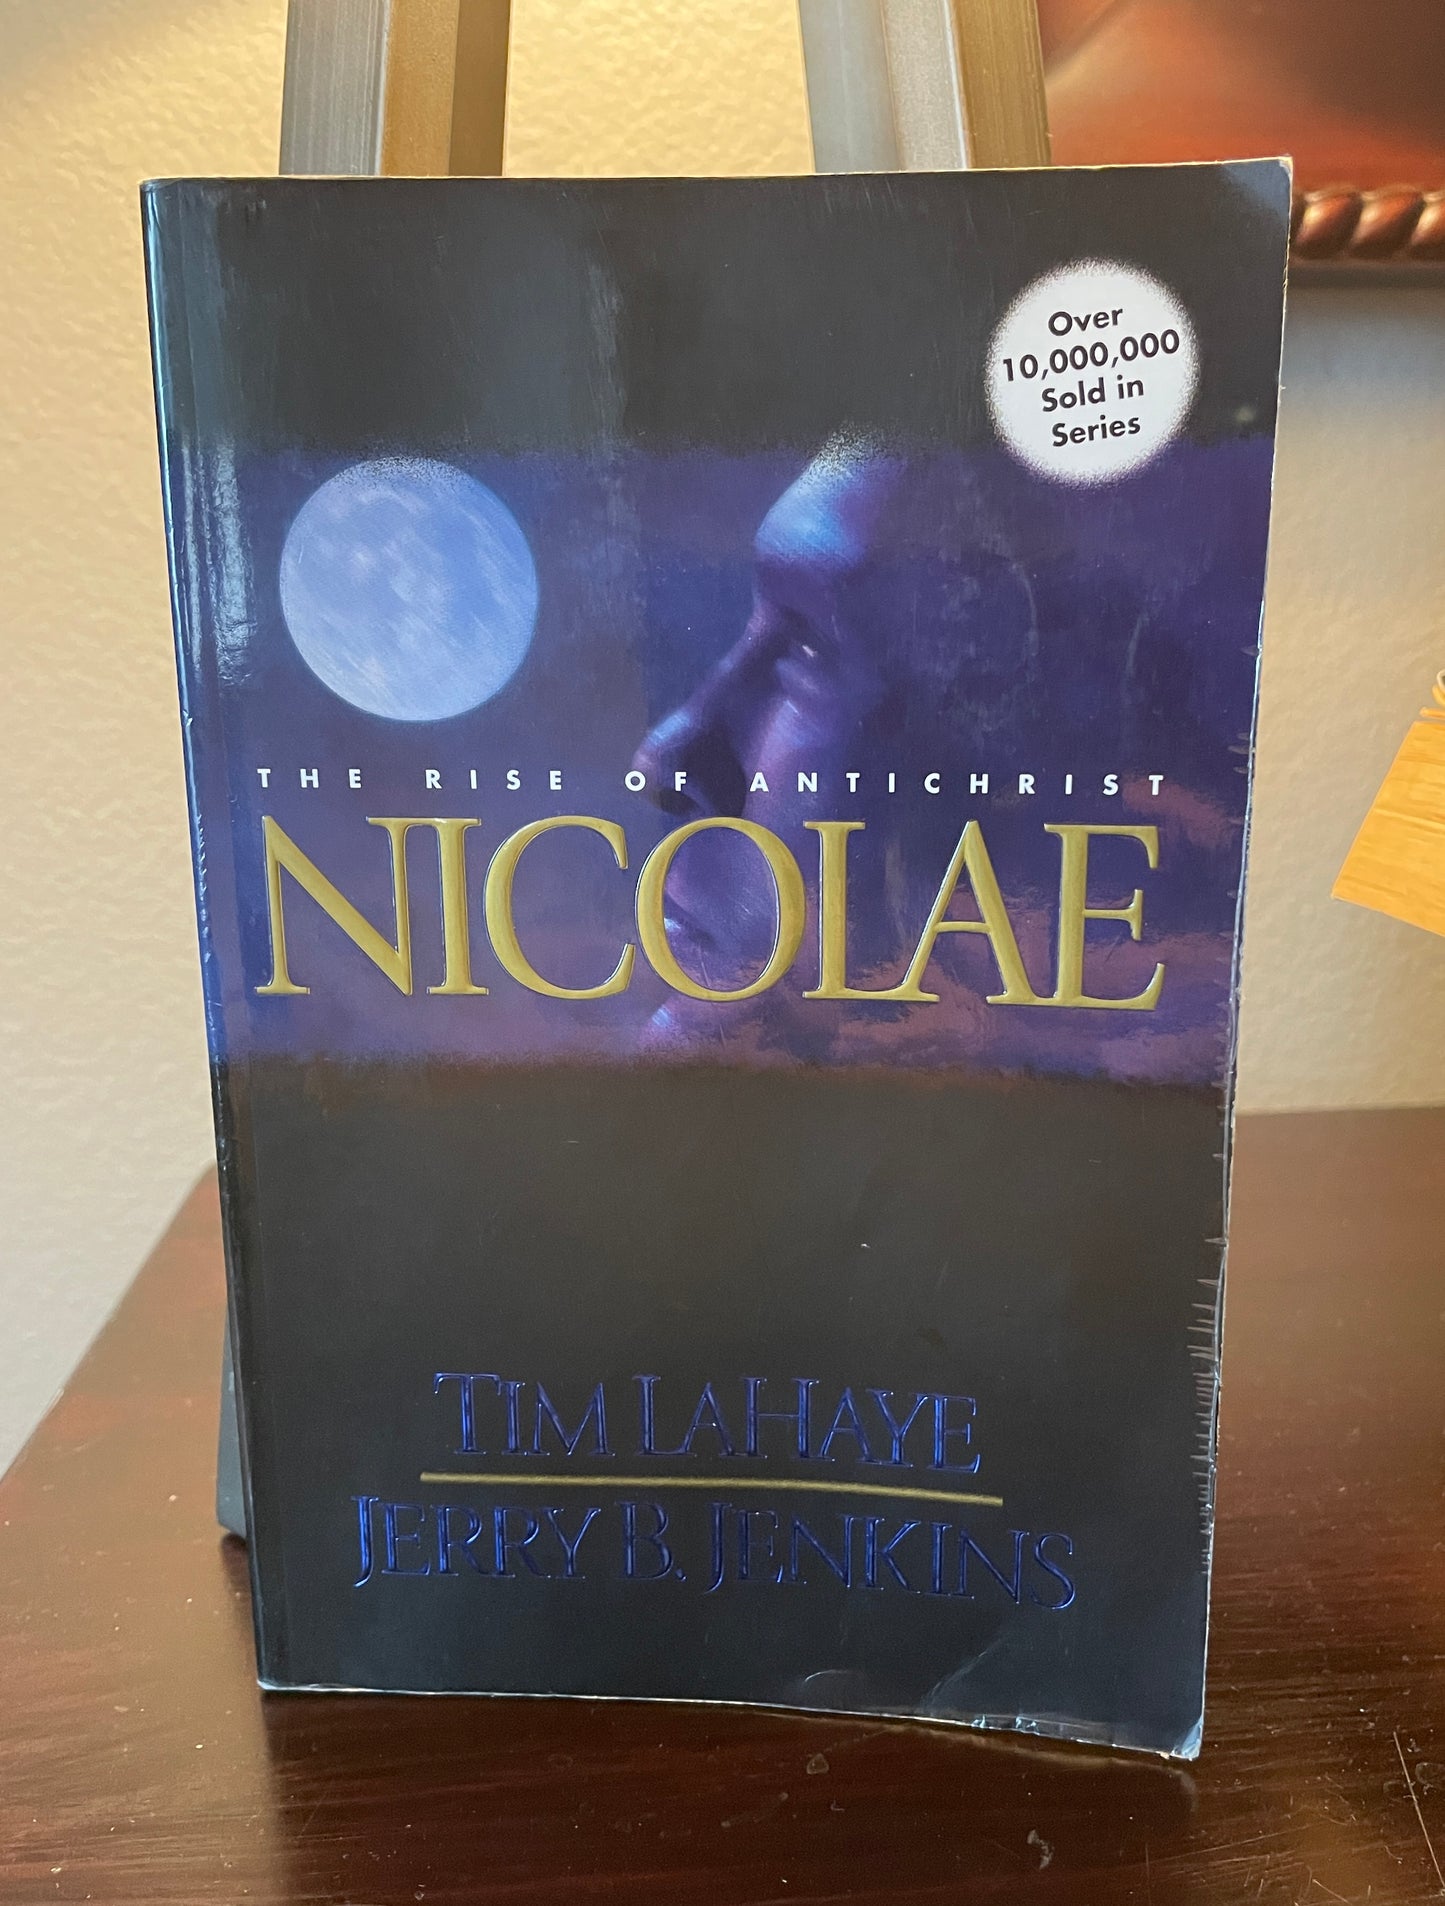 Over
10,000,000
Sold in
Series
THE RISE OF ANTICHRIST
NICOLAE
TIM LAHAYE
JERRY B. JENKINS